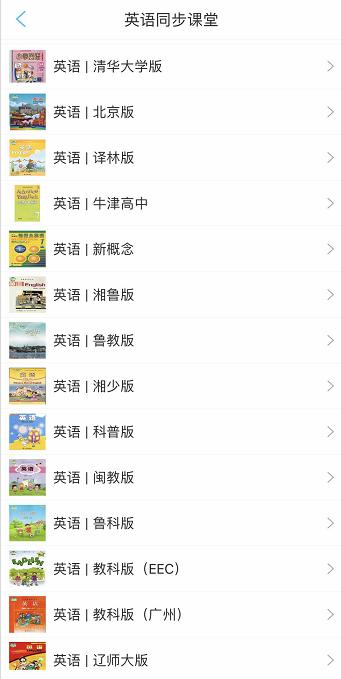 英语同步课堂
英语 | 清华大学版
英语 | 北京版
英语 | 译林版
英语 | 牛津高中
英语 | 新概念
英语 | 湘鲁版
英语 | 鲁教版
英语 | 湘少版
英语 | 科普版
英语 | 闽教版
英语 | 鲁科版
英语 | 教科版（EEC）
英语 | 教科版（广州）
英语 | 辽师大版